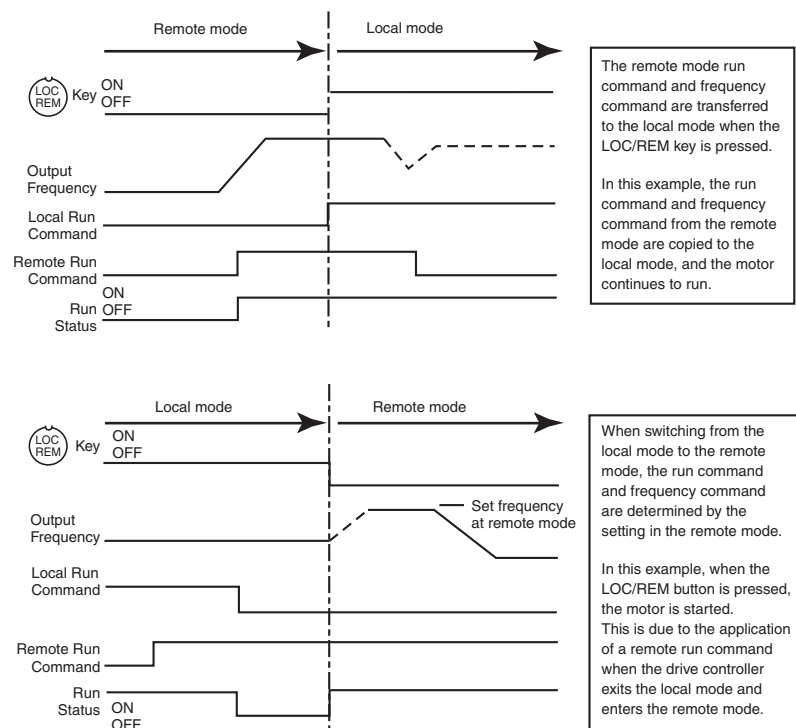 Remote mode
Local mode
LOC
REM
Key
ON
OFF
Output
Frequency
Local Run
Command
Remote Run
Command
ON
Run OFF
Status
The remote mode run
command and frequency
command are transferred
to the local mode when the
LOC/REM key is pressed.
In this example, the run
command and frequency
command from the remote
mode are copied to the
local mode, and the motor
continues to run.
Local mode
Remote mode
LOC
REM
Key
ON
OFF
Output
Frequency
Set frequency
at remote mode
Local Run
Command
Remote Run
Command
Run
Status ON
OFF
When switching from the
local mode to the remote
mode, the run command
and frequency command
are determined by the
setting in the remote mode.
In this example, when the
LOC/REM button is pressed,
the motor is started.
This is due to the application
of a remote run command
when the drive controller
exits the local mode and
enters the remote mode.